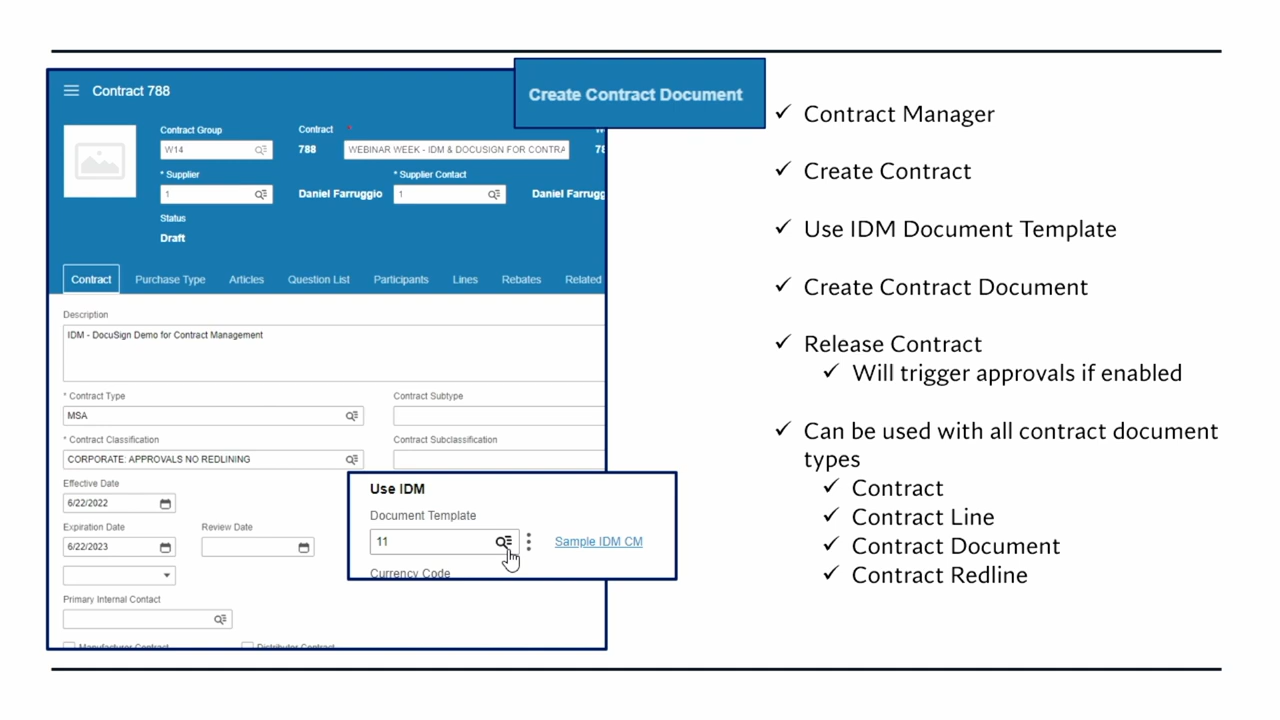 Contract 788
Create Contract Document
Contract Group
Contract *
W14
788
WEBINAR WEEK - IDM & DOCUSIGN FOR CONTRA
78
* Supplier
* Supplier Contact
1
Daniel Farruggio
1
Daniel Farrugg
Status
Draft
Contract
Purchase Type
Articles
Question List
Participants
Lines
Rebates
Related
Description
IDM - DocuSign Demo for Contract Management
* Contract Type
Contract Subtype
MSA
* Contract Classification
Contract Subclassification
CORPORATE: APPROVALS NO REDLINING
Effective Date
6/22/2022
Expiration Date
Review Date
6/22/2023
Primary Internal Contact
Manufacturer Contract
Distributor Contract
Use IDM
Document Template
11
Sample IDM CM
Currency Code
✓ Contract Manager
✓ Create Contract
✓ Use IDM Document Template
✓ Create Contract Document
✓ Release Contract
✓ Will trigger approvals if enabled
✓ Can be used with all contract document
types
✓ Contract
✓ Contract Line
✓ Contract Document
✓ Contract Redline